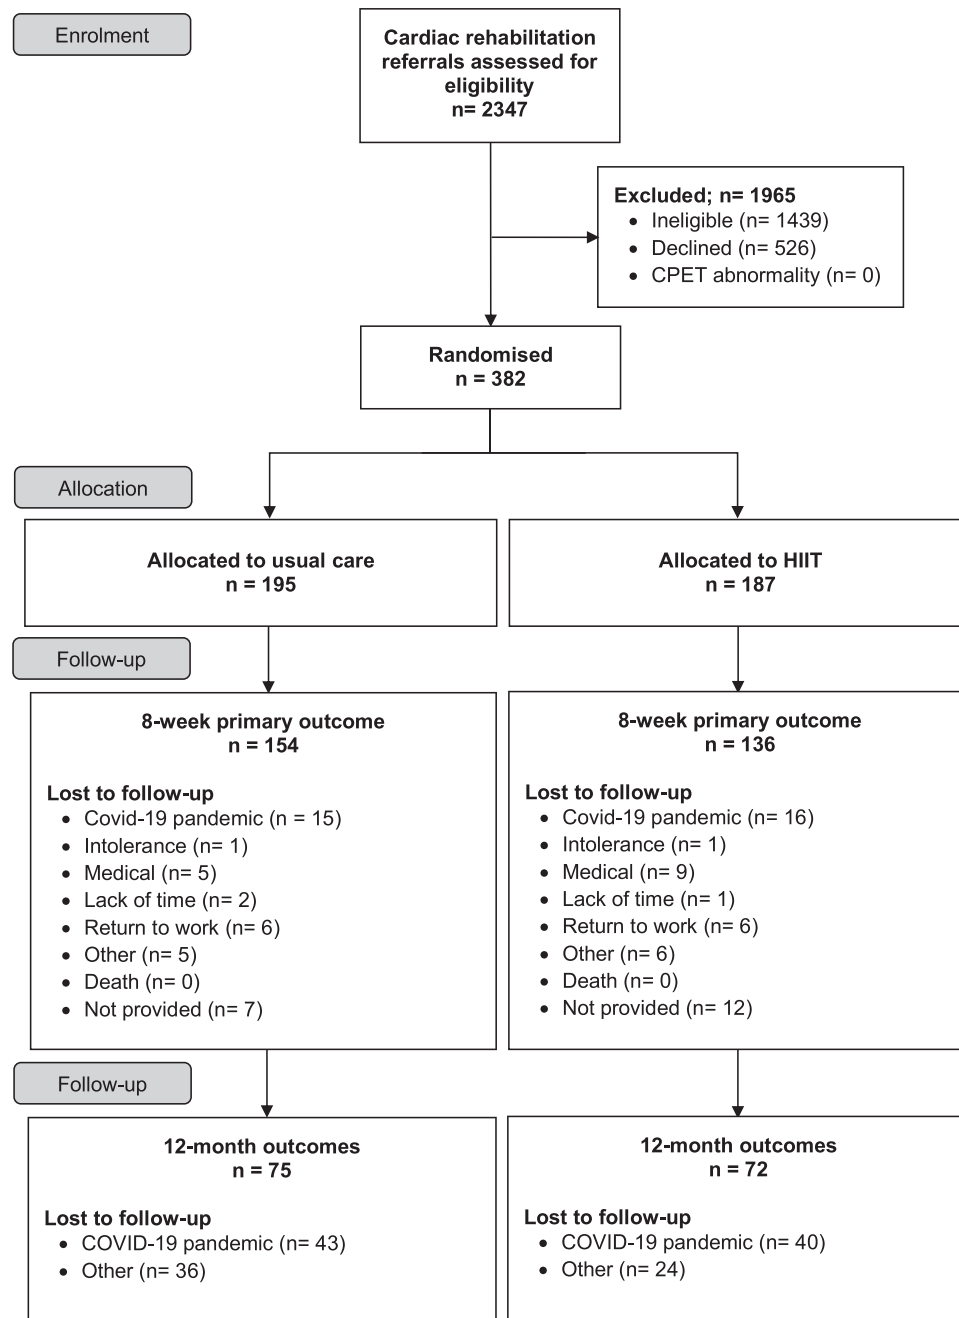 Enrolment
Cardiac rehabilitation
referrals assessed for
eligibility
n= 2347
Excluded; n= 1965
• Ineligible (n= 1439)
• Declined (n= 526)
• CPET abnormality (n= 0)
Randomised
n = 382
Allocation
Allocated to usual care
n = 195
Allocated to HIIT
n = 187
Follow-up
8-week primary outcome
n = 154
Lost to follow-up
• Covid-19 pandemic (n = 15)
• Intolerance (n= 1)
• Medical (n= 5)
• Lack of time (n= 2)
• Return to work (n= 6)
• Other (n= 5)
• Death (n= 0)
• Not provided (n= 7)
8-week primary outcome
n = 136
Lost to follow-up
• Covid-19 pandemic (n= 16)
• Intolerance (n= 1)
• Medical (n= 9)
• Lack of time (n= 1)
• Return to work (n= 6)
• Other (n= 6)
• Death (n= 0)
• Not provided (n= 12)
Follow-up
12-month outcomes
n = 75
Lost to follow-up
• COVID-19 pandemic (n= 43)
• Other (n= 36)
12-month outcomes
n = 72
Lost to follow-up
• COVID-19 pandemic (n= 40)
• Other (n= 24)